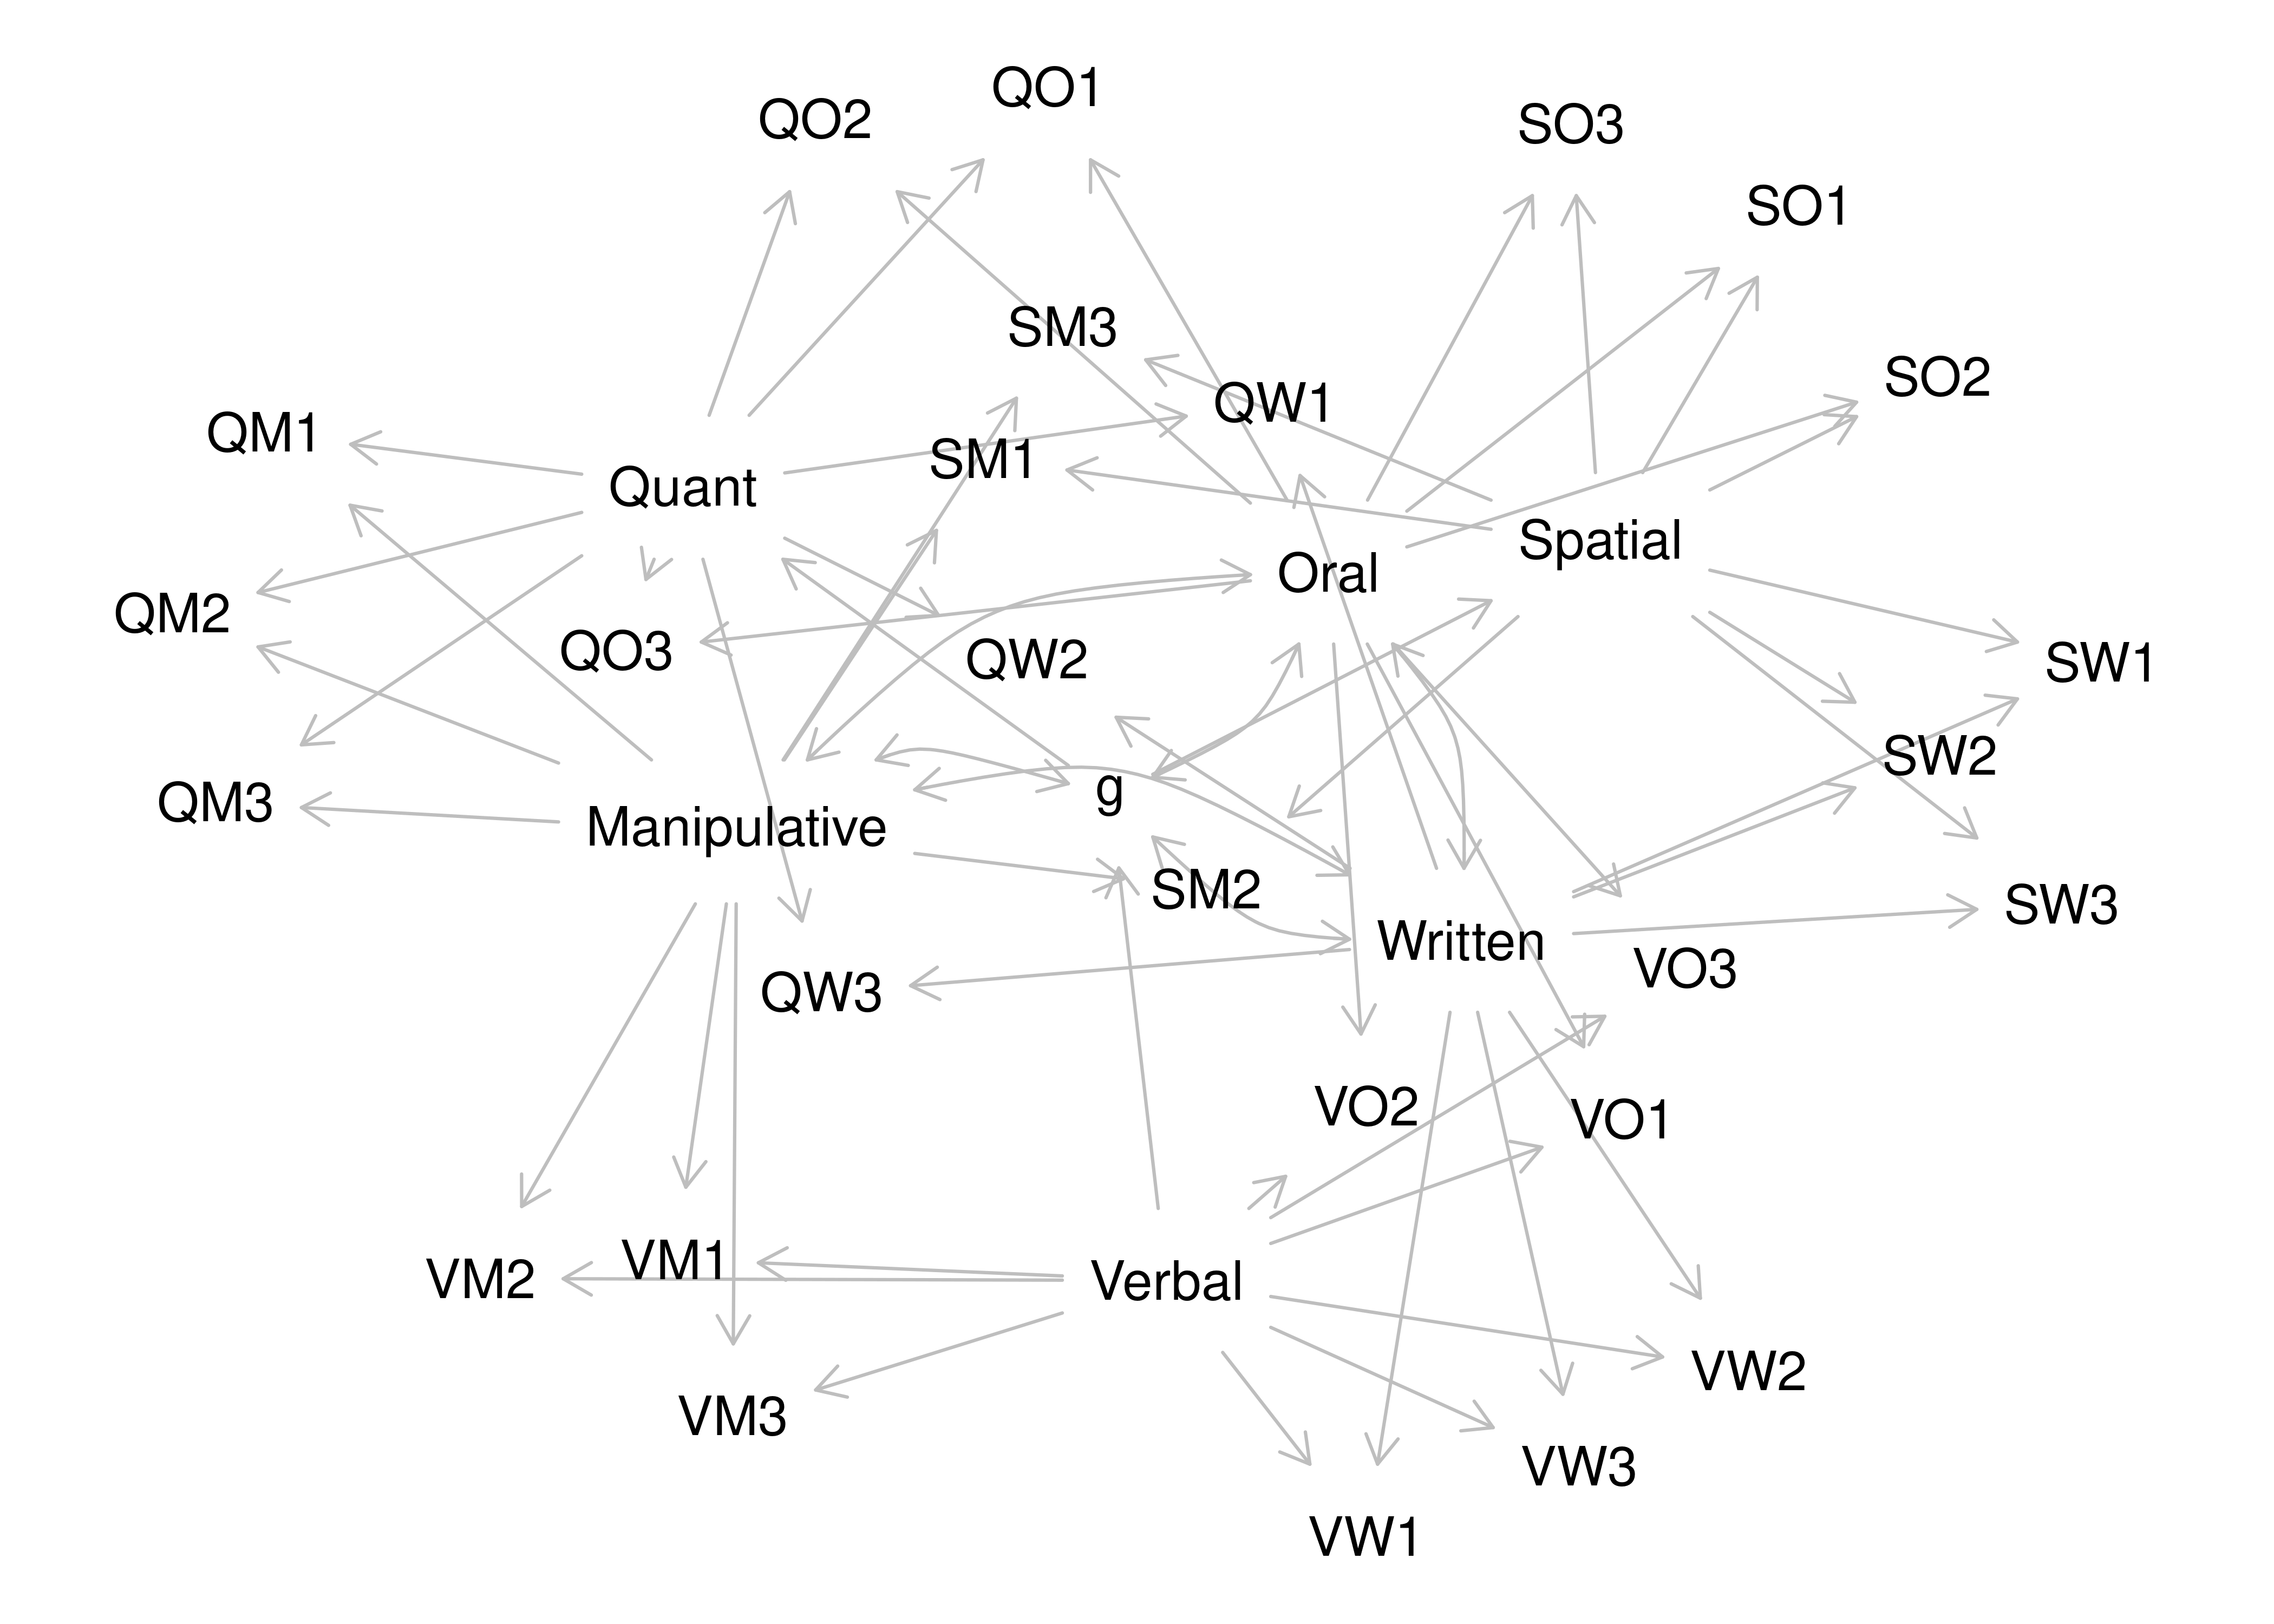 QO1
QO2
SO3
SO1
SM3
SO2
QW1
QM1
SM1
Quant
Spatial
Oral
QM2
QO3
QW2
SW1
SW2
g
QM3
Manipulative
SM2
SW3
Written
VO3
QW3
VO2
VO1
VM1
VM2
Verbal
VW2
VM3
VW3
VW1